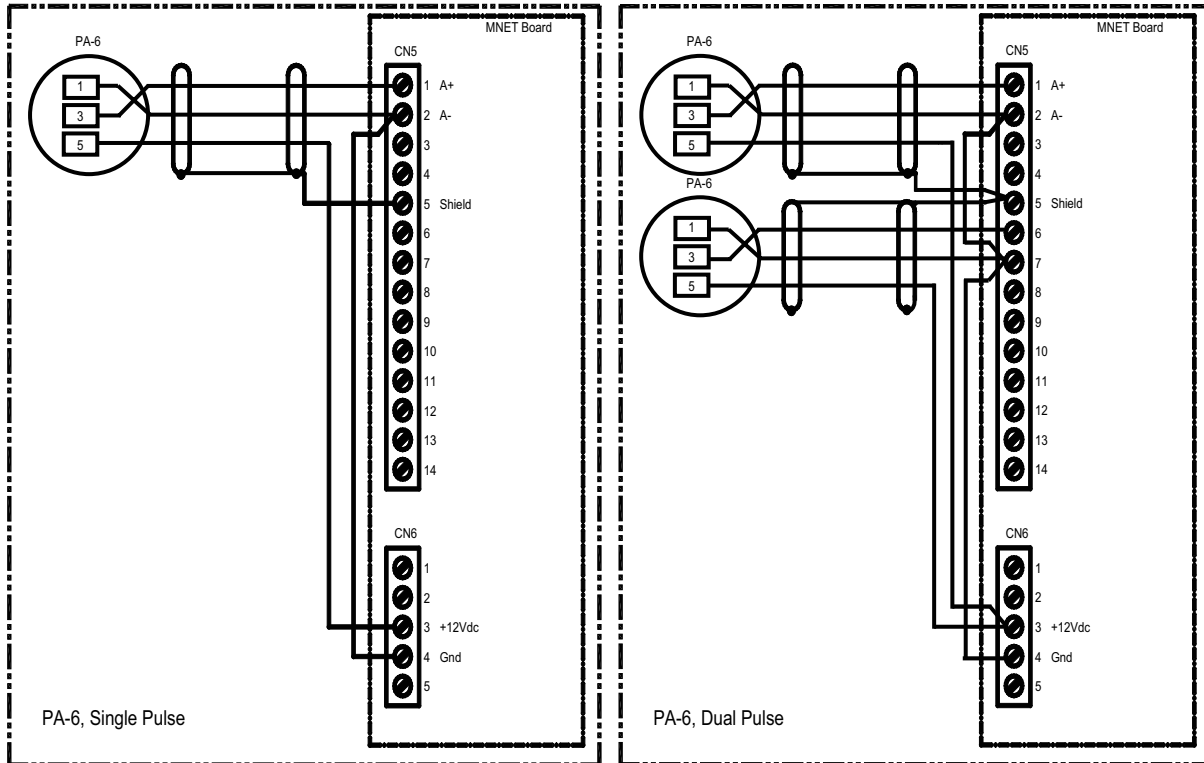 MNET Board
PA-6
CN5
1
1 A+
3
2 A-
5
3
4
5 Shield
6
7
8
9
10
11
12
13
14
CN6
1
2
3 +12Vdc
4 Gnd
5
PA-6, Single Pulse
MNET Board
PA-6
CN5
1
1 A+
3
2 A-
5
3
4
PA-6
5 Shield
1
6
3
7
5
8
9
10
11
12
13
14
CN6
1
2
3 +12Vdc
4 Gnd
5
PA-6, Dual Pulse